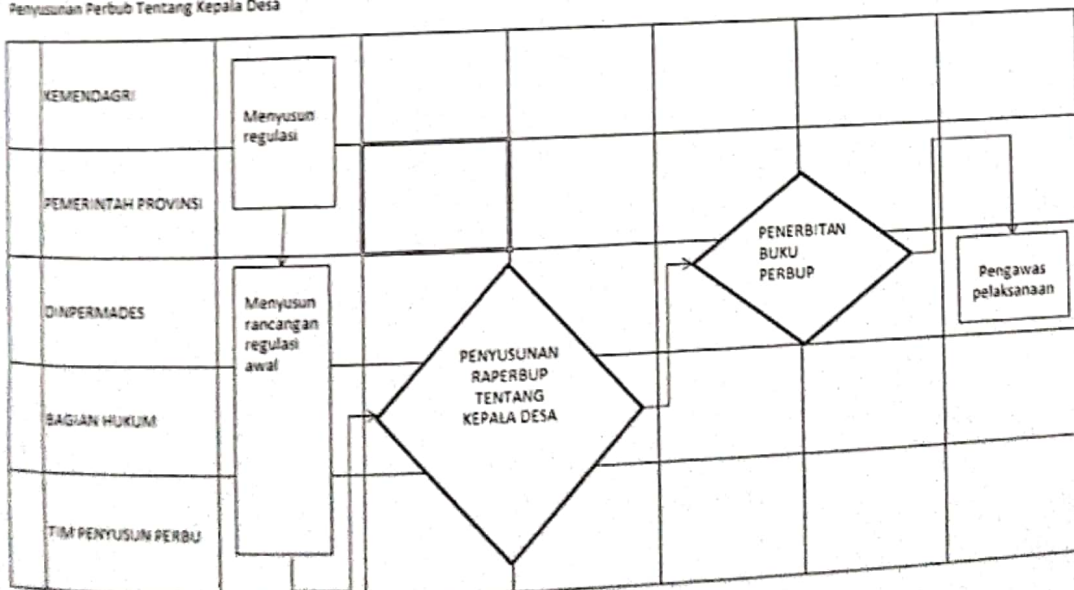 Penyusunan Perbub Tentang Kepala Desa
KEMENDAGRI
Menyusun
regulasi
PEMERINTAH PROVINSI
PENERBITAN
BUKU
PERBUP
DINPERMADES
Menyusun
rancangan
regulasi
awal
Pengawas
pelaksanaan
PENYUSUNAN
RAPERBUP
TENTANG
KEPALA DESA
BAGIAN HUKUM
TIM PENYUSUN PERBU